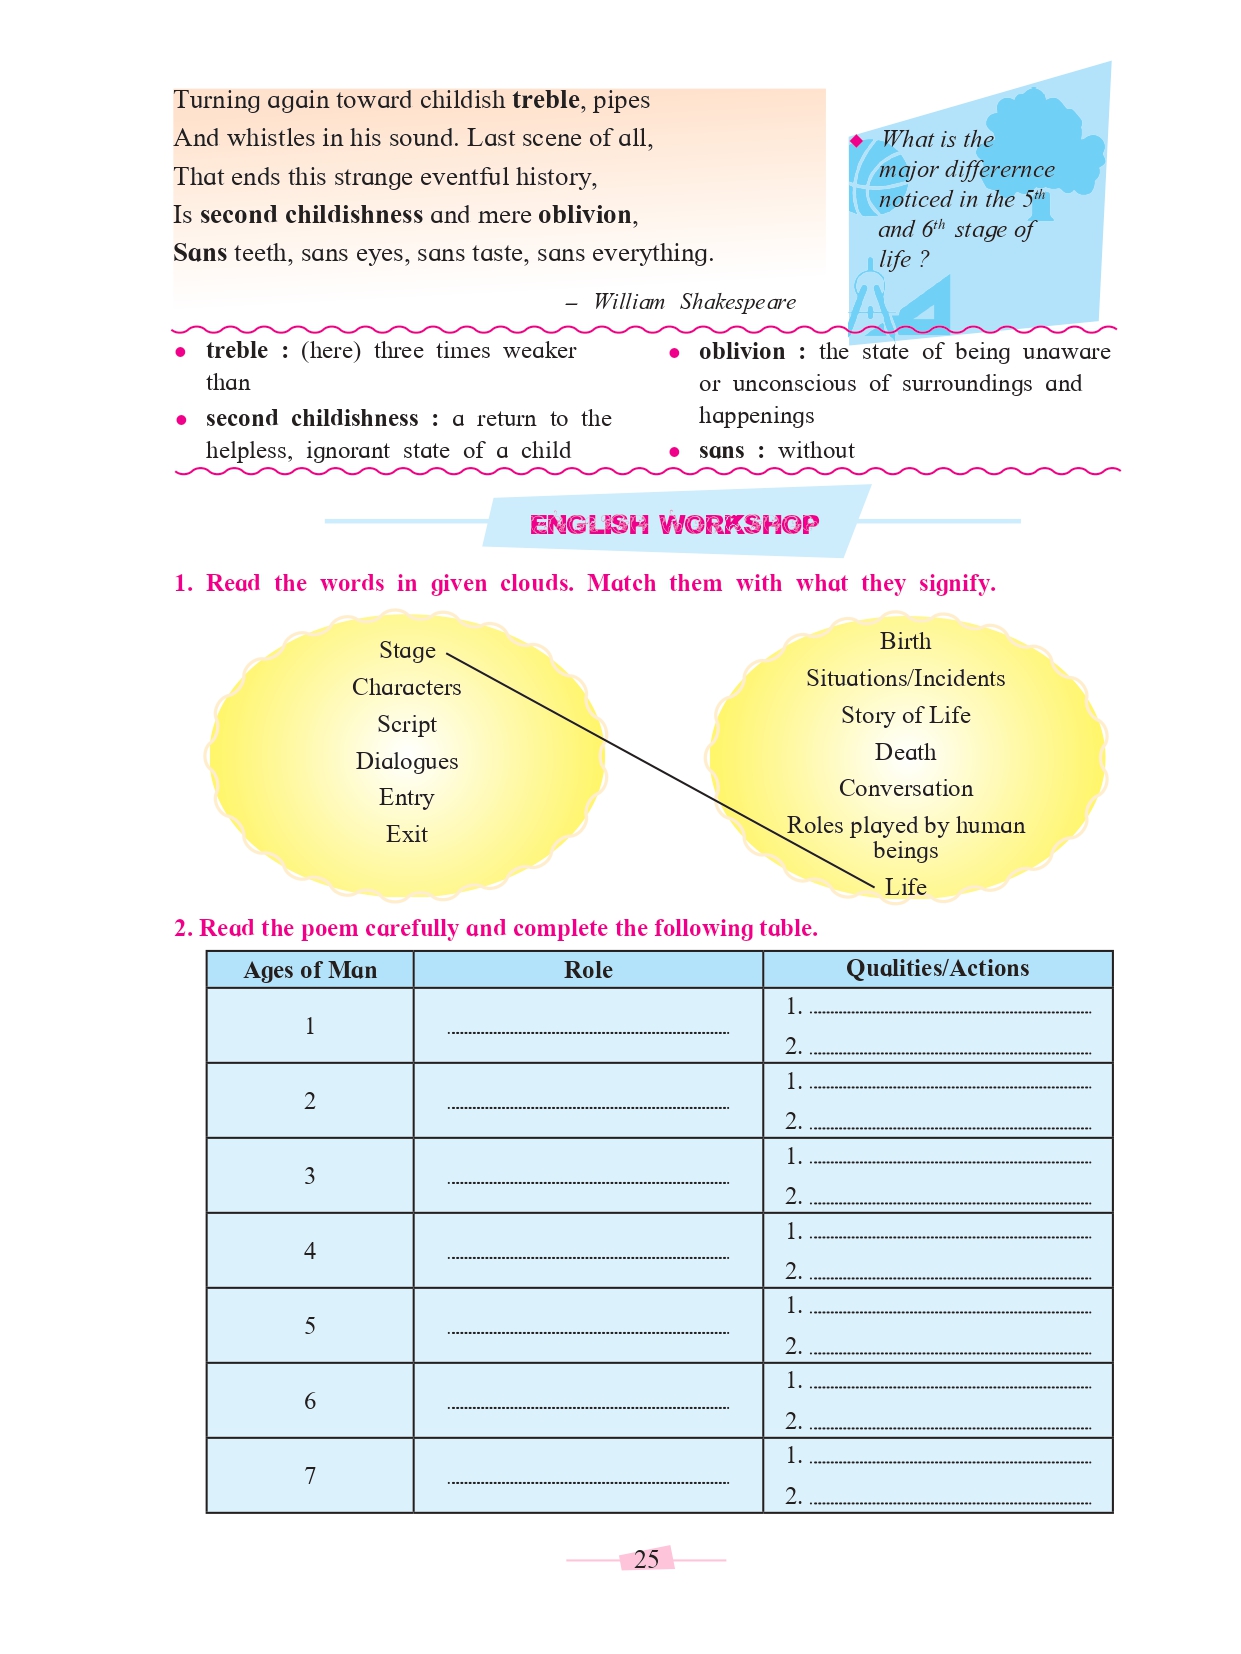 Turning again toward childish treble, pipes
And whistles in his sound. Last scene of all,
That ends this strange eventful history,
Is second childishness and mere oblivion,
Sans teeth, sans eyes, sans taste, sans everything.
– William Shakespeare
◆ What is the
major differernce
noticed in the 5th
and 6th stage of
life ?
● treble : (here) three times weaker
than
● second childishness : a return to the
helpless, ignorant state of a child
● oblivion : the state of being unaware
or unconscious of surroundings and
happenings
● sans : without
ENGLISH WORKSHOP
1. Read the words in given clouds. Match them with what they signify.
Stage
Characters
Script
Dialogues
Entry
Exit
Birth
Situations/Incidents
Story of Life
Death
Conversation
Roles played by human
beings
Life
2. Read the poem carefully and complete the following table.
Ages of Man Role Qualities/Actions
1
1.
2.
2
1.
2.
3
1.
2.
4
1.
2.
5
1.
2.
6
1.
2.
7
1.
2.
25